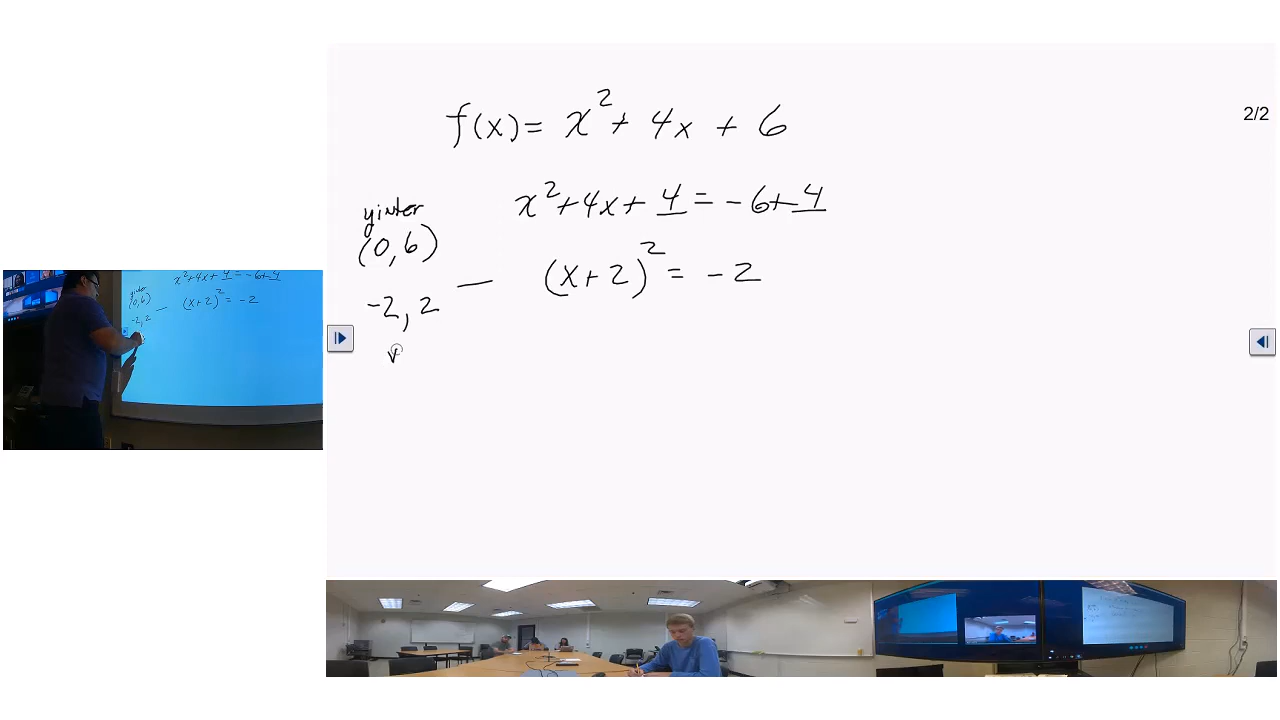 f(x) = x² + 4x + 6
2/2
x² + 4x + 4 = -6 + 4
yinter
(0, 6)
(x + 2)² = -2
-2, 2 —
v